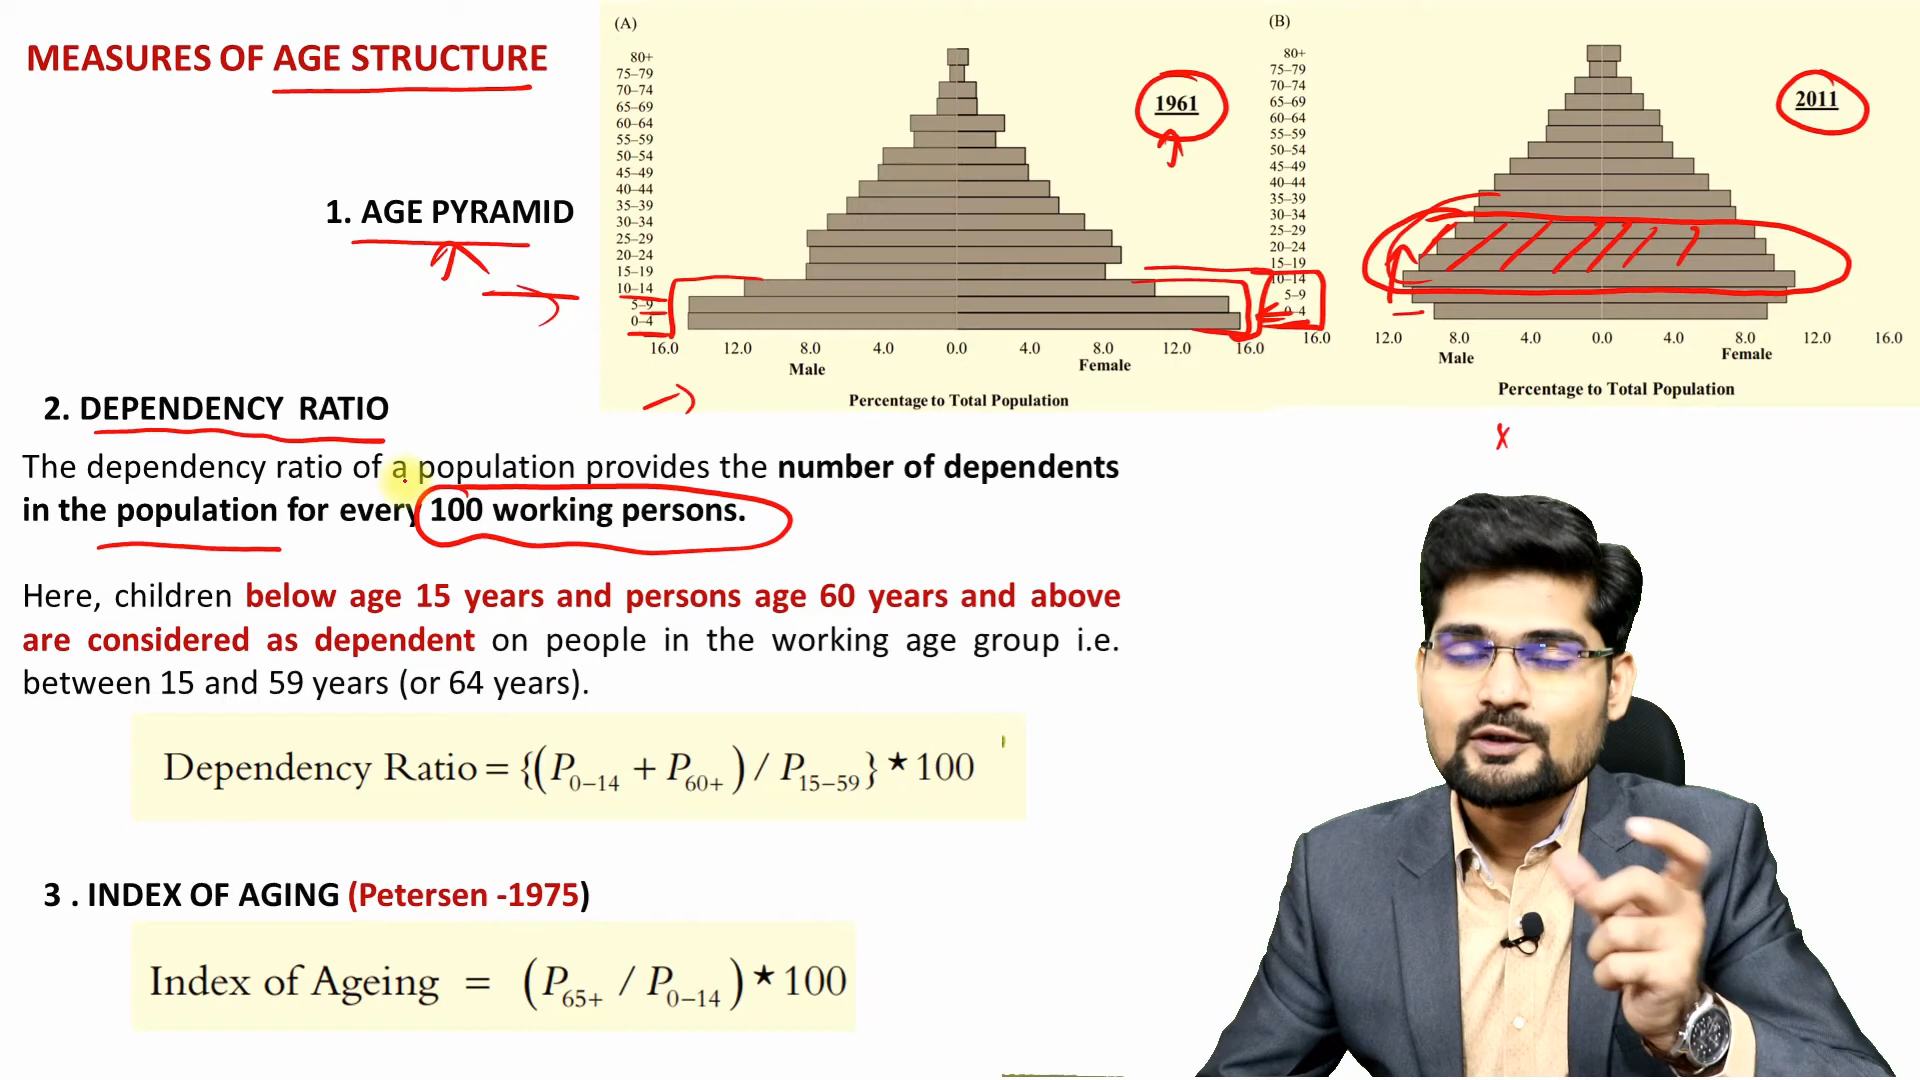 MEASURES OF AGE STRUCTURE
1. AGE PYRAMID
(A)
80+
75–79
70–74
65–69
60–64
55–59
50–54
45–49
40–44
35–39
30–34
25–29
20–24
15–19
10–14
5–9
0–4
1961
16.0 12.0 8.0 4.0 0.0 4.0 8.0 12.0 16.0
Male Female
Percentage to Total Population
(B)
80+
75–79
70–74
65–69
60–64
55–59
50–54
45–49
40–44
35–39
30–34
25–29
20–24
15–19
10–14
5–9
0–4
2011
16.0 12.0 8.0 4.0 0.0 4.0 8.0 12.0 16.0
Male Female
Percentage to Total Population
2. DEPENDENCY RATIO
The dependency ratio of a population provides the number of dependents
in the population for every 100 working persons.
Here, children below age 15 years and persons age 60 years and above
are considered as dependent on people in the working age group i.e.
between 15 and 59 years (or 64 years).
Dependency Ratio = {(P0–14 + P60+) / P15–59} * 100
3 . INDEX OF AGING (Petersen -1975)
Index of Ageing = (P65+ / P0–14) * 100